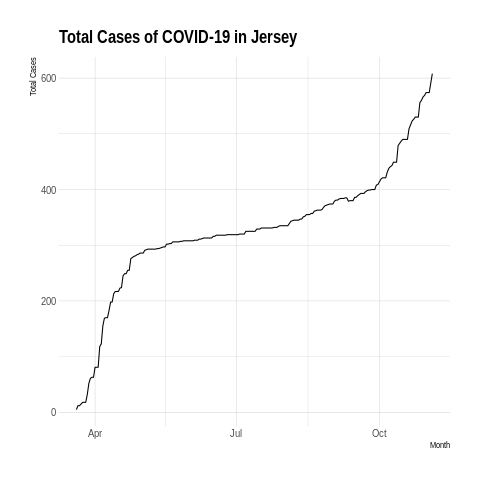 Total Cases of COVID-19 in Jersey
Total Cases
600
400
200
0
Apr Jul Oct
Month